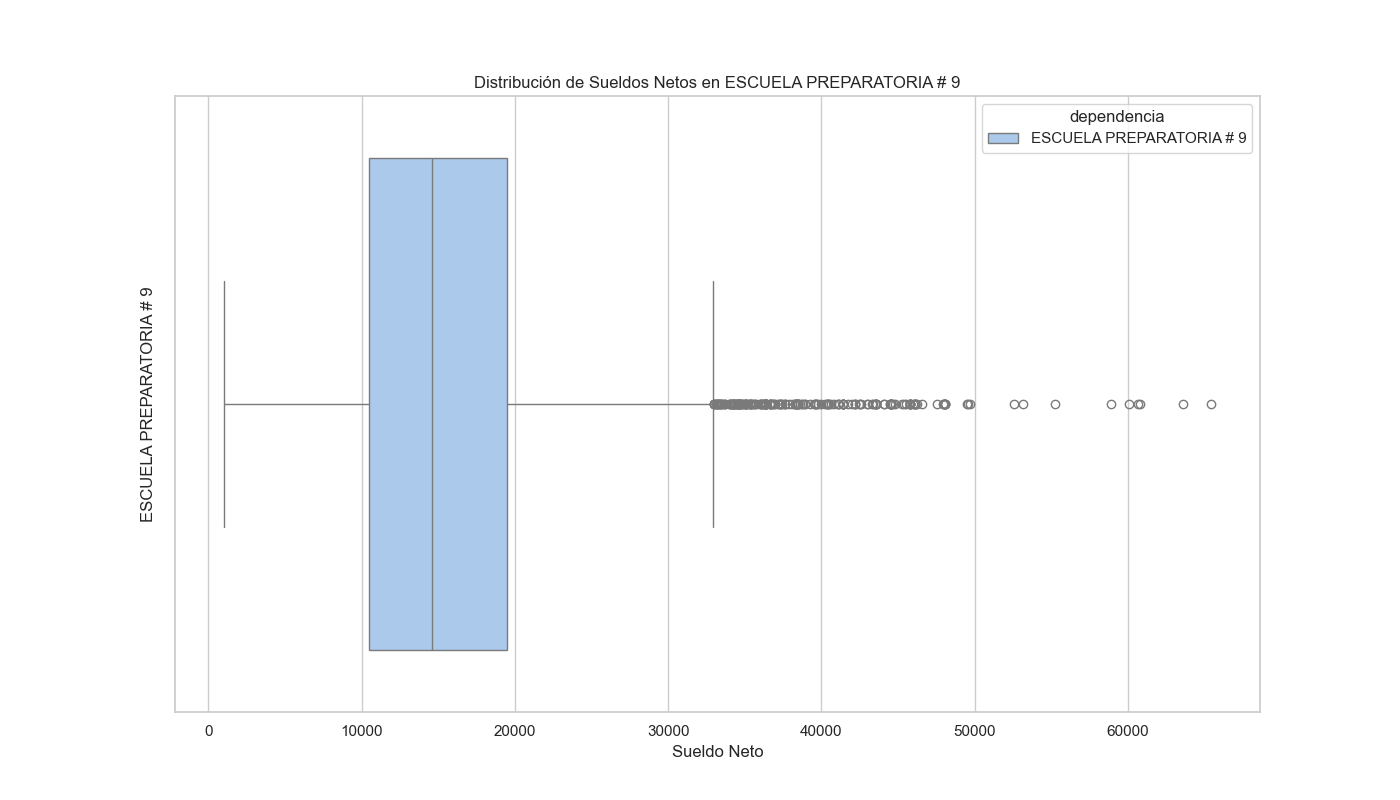 Distribución de Sueldos Netos en ESCUELA PREPARATORIA # 9
dependencia
ESCUELA PREPARATORIA # 9
ESCUELA PREPARATORIA # 9
0 10000 20000 30000 40000 50000 60000
Sueldo Neto